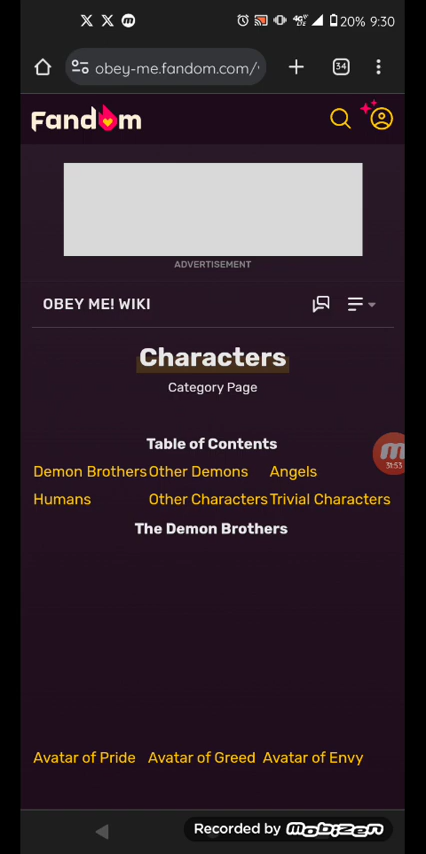 20% 9:30
obey-me.fandom.com/
34
Fandom
ADVERTISEMENT
OBEY ME! WIKI
Characters
Category Page
Table of Contents
Demon Brothers Other Demons Angels
Humans Other Characters Trivial Characters
31:53
The Demon Brothers
Avatar of Pride Avatar of Greed Avatar of Envy
Recorded by mobizen